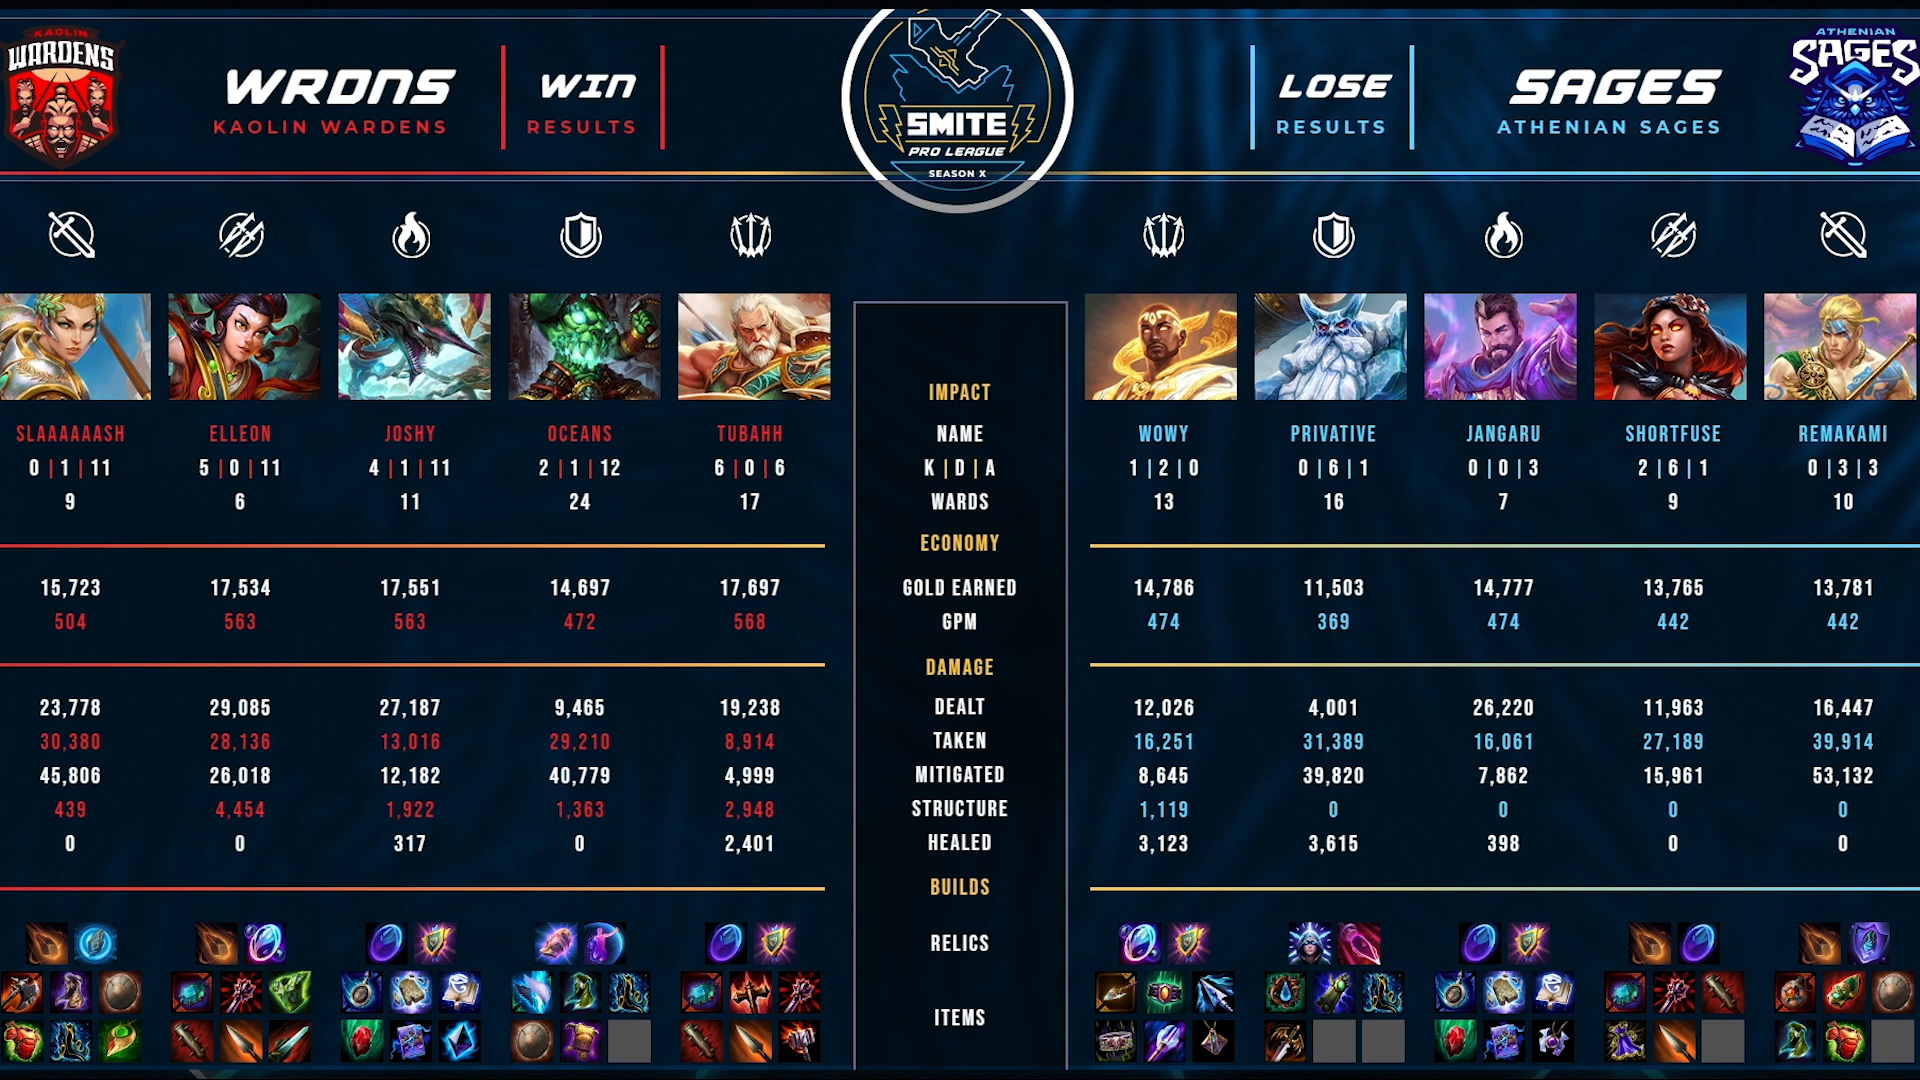 KAOLIN
WARDENS
WRDNS
KAOLIN WARDENS
WIN
RESULTS
SMITE
PRO LEAGUE
SEASON X
LOSE
RESULTS
SAGES
ATHENIAN SAGES
ATHENIAN
SAGES
IMPACT
SLAAAAAASH ELLEON JOSHY OCEANS TUBAHH NAME WOWY PRIVATIVE JANGARU SHORTFUSE REMAKAMI
0 | 1 | 11 5 | 0 | 11 4 | 1 | 11 2 | 1 | 12 6 | 0 | 6 K | D | A 1 | 2 | 0 0 | 6 | 1 0 | 0 | 3 2 | 6 | 1 0 | 3 | 3
9 6 11 24 17 WARDS 13 16 7 9 10
ECONOMY
15,723 17,534 17,551 14,697 17,697 GOLD EARNED 14,786 11,503 14,777 13,765 13,781
504 563 563 472 568 GPM 474 369 474 442 442
DAMAGE
23,778 29,085 27,187 9,465 19,238 DEALT 12,026 4,001 26,220 11,963 16,447
30,380 28,136 13,016 29,210 8,914 TAKEN 16,251 31,389 16,061 27,189 39,914
45,806 26,018 12,182 40,779 4,999 MITIGATED 8,645 39,820 7,862 15,961 53,132
439 4,454 1,922 1,363 2,948 STRUCTURE 1,119 0 0 0 0
0 0 317 0 2,401 HEALED 3,123 3,615 398 0 0
BUILDS
RELICS
ITEMS